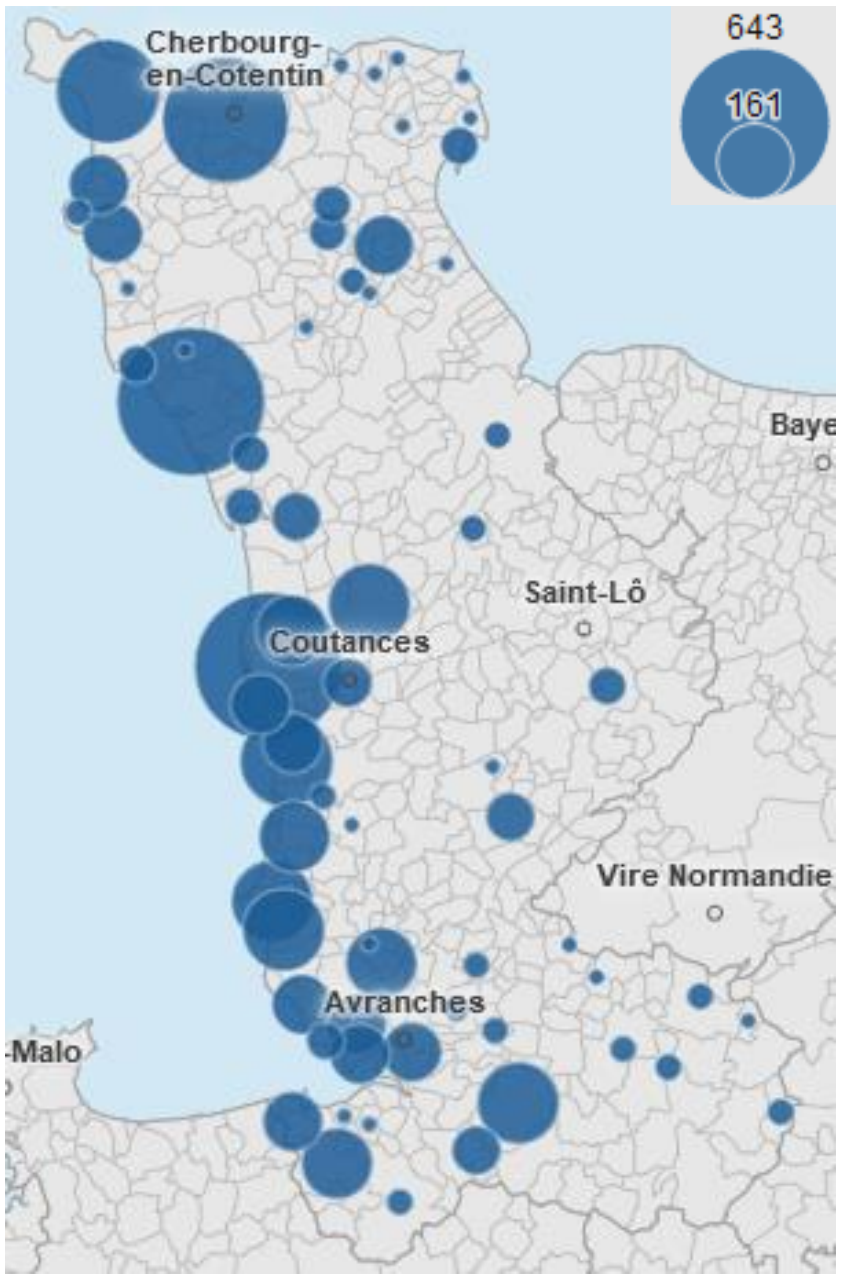 Cherbourg-
en-Cotentin
643
161
Baye
Saint-Lô
Coutances
Vire Normandie
Avranches
-Malo